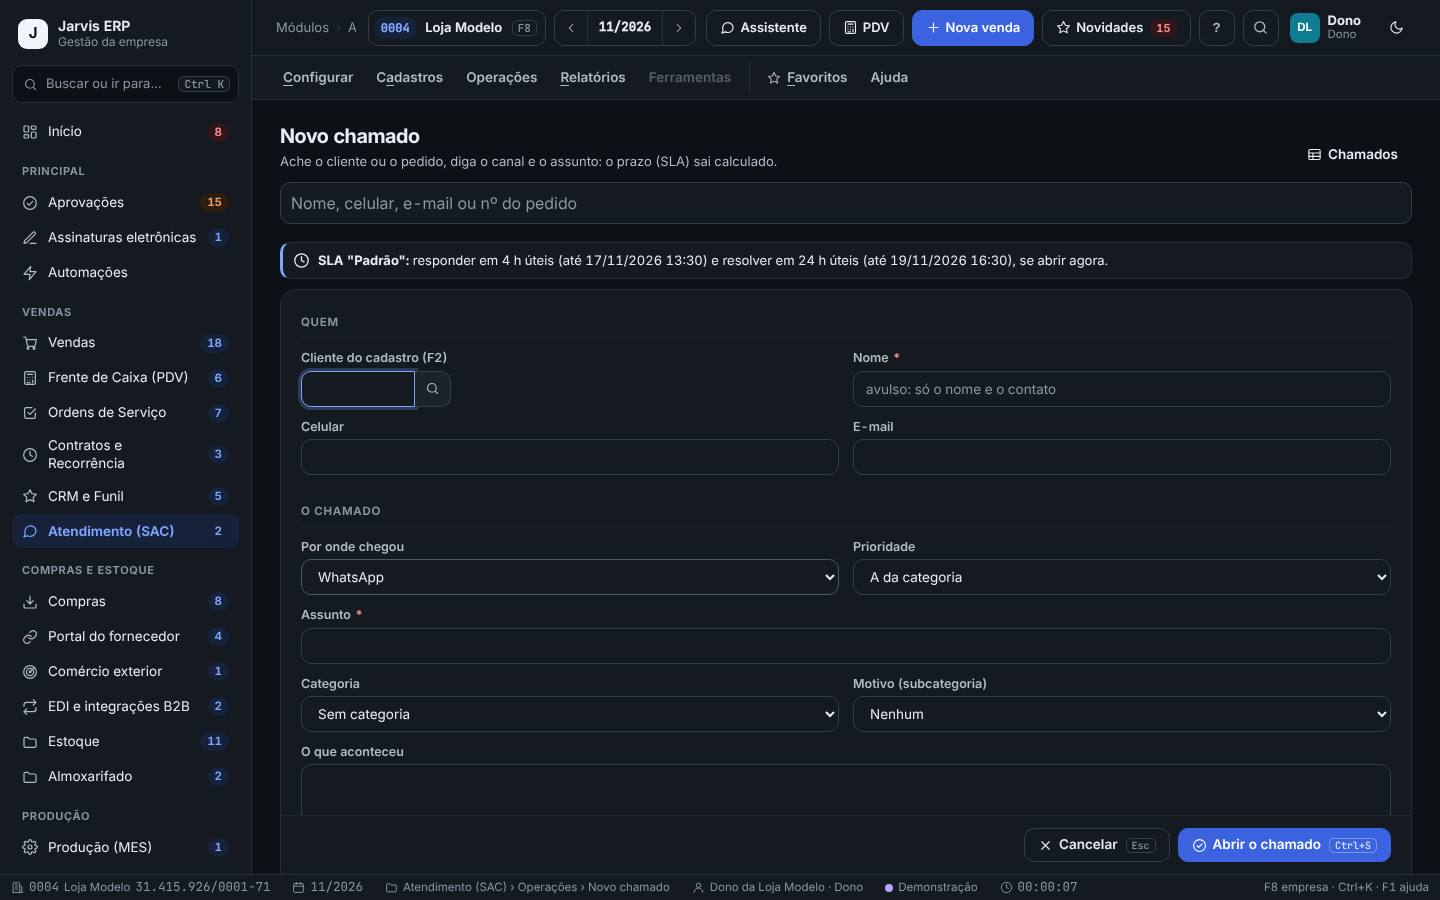 J
Jarvis ERP
Gestão da empresa
Buscar ou ir para...
Ctrl K
Início
8
PRINCIPAL
Aprovações
15
Assinaturas eletrônicas
1
Automações
VENDAS
Vendas
18
Frente de Caixa (PDV)
6
Ordens de Serviço
7
Contratos e
Recorrência
3
CRM e Funil
5
Atendimento (SAC)
2
COMPRAS E ESTOQUE
Compras
8
Portal do fornecedor
4
Comércio exterior
1
EDI e integrações B2B
2
Estoque
11
Almoxarifado
2
PRODUÇÃO
Produção (MES)
1
Módulos › A
0004 Loja Modelo F8
11/2026
Assistente
PDV
Nova venda
Novidades 15
?
DL
Dono
Dono
Configurar
Cadastros
Operações
Relatórios
Ferramentas
Favoritos
Ajuda
Novo chamado
Ache o cliente ou o pedido, diga o canal e o assunto: o prazo (SLA) sai calculado.
Chamados
Nome, celular, e-mail ou nº do pedido
SLA "Padrão": responder em 4 h úteis (até 17/11/2026 13:30) e resolver em 24 h úteis (até 19/11/2026 16:30), se abrir agora.
QUEM
Cliente do cadastro (F2)
Nome *
avulso: só o nome e o contato
Celular
E-mail
O CHAMADO
Por onde chegou
Prioridade
WhatsApp
A da categoria
Assunto *
Categoria
Motivo (subcategoria)
Sem categoria
Nenhum
O que aconteceu
Cancelar Esc
Abrir o chamado Ctrl+S
0004 Loja Modelo 31.415.926/0001-71
11/2026
Atendimento (SAC) › Operações › Novo chamado
Dono da Loja Modelo · Dono
Demonstração
00:00:07
F8 empresa · Ctrl+K · F1 ajuda